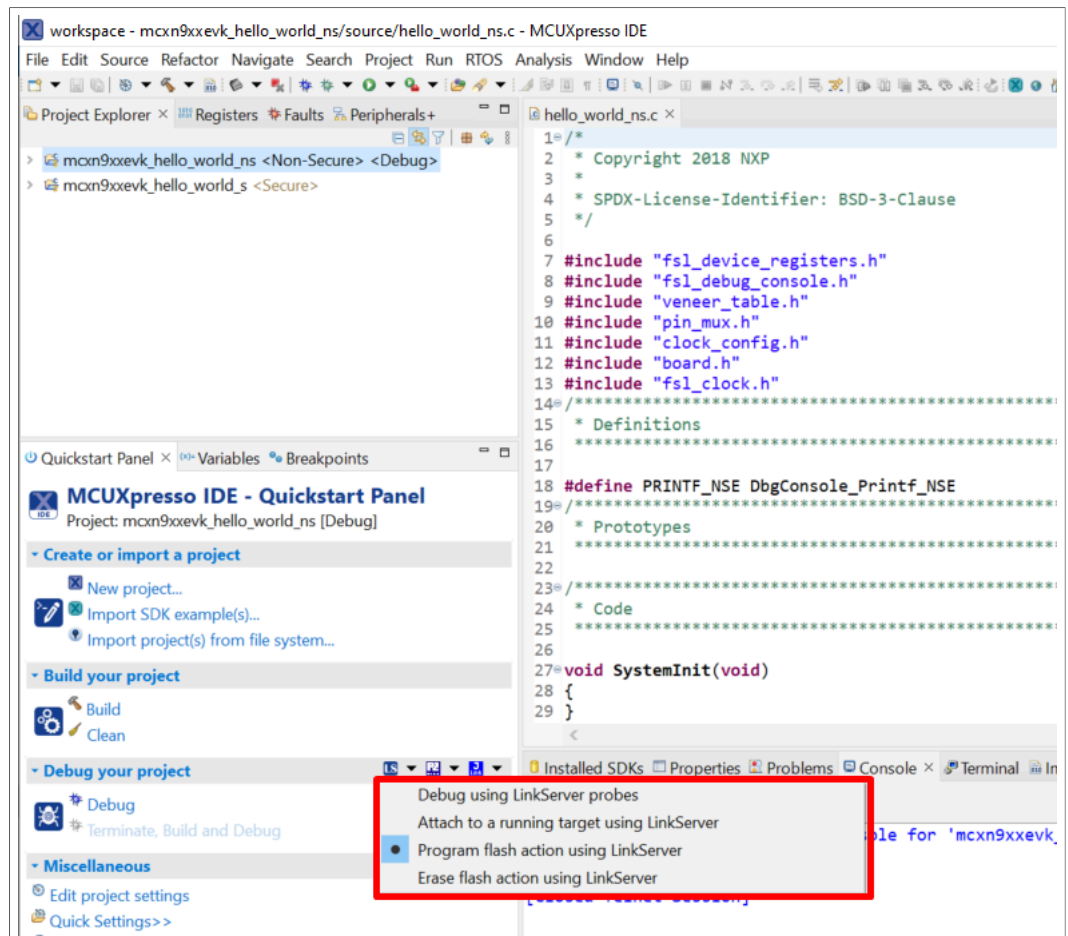 workspace - mcxn9xxevk_hello_world_ns/source/hello_world_ns.c - MCUXpresso IDE
File Edit Source Refactor Navigate Search Project Run RTOS Analysis Window Help
Project Explorer × Registers Faults Peripherals+
mcxn9xxevk_hello_world_ns <Non-Secure> <Debug>
mcxn9xxevk_hello_world_s <Secure>
hello_world_ns.c ×
1 /*
2 * Copyright 2018 NXP
3 *
4 * SPDX-License-Identifier: BSD-3-Clause
5 */
6
7 #include "fsl_device_registers.h"
8 #include "fsl_debug_console.h"
9 #include "veneer_table.h"
10 #include "pin_mux.h"
11 #include "clock_config.h"
12 #include "board.h"
13 #include "fsl_clock.h"
14 /***************************************************
15 * Definitions
16 ***************************************************
17
18 #define PRINTF_NSE DbgConsole_Printf_NSE
19 /***************************************************
20 * Prototypes
21 ***************************************************
22
23 /***************************************************
24 * Code
25 ***************************************************
26
27 void SystemInit(void)
28 {
29 }
Quickstart Panel × Variables Breakpoints
MCUXpresso IDE - Quickstart Panel
IDE
Project: mcxn9xxevk_hello_world_ns [Debug]
Create or import a project
New project...
Import SDK example(s)...
Import project(s) from file system...
Build your project
Build
Clean
Debug your project
LS
Debug
Terminate, Build and Debug
Miscellaneous
Edit project settings
Quick Settings>>
Installed SDKs Properties Problems Console × Terminal
Debug using LinkServer probes
Attach to a running target using LinkServer
Program flash action using LinkServer
Erase flash action using LinkServer
for 'mcxn9xxevk_
[Closed Telnet Session]